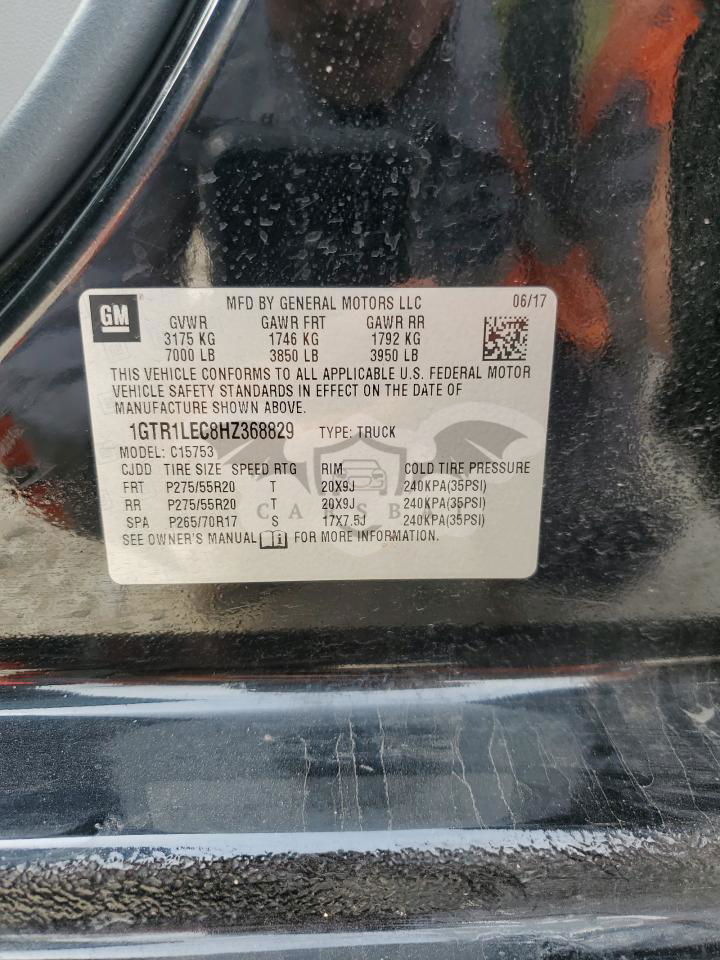 GM
MFD BY GENERAL MOTORS LLC 06/17
GVWR GAWR FRT GAWR RR
3175 KG 1746 KG 1792 KG
7000 LB 3850 LB 3950 LB
THIS VEHICLE CONFORMS TO ALL APPLICABLE U.S. FEDERAL MOTOR
VEHICLE SAFETY STANDARDS IN EFFECT ON THE DATE OF
MANUFACTURE SHOWN ABOVE.
1GTR1LEC8HZ368829 TYPE: TRUCK
MODEL: C15753
CJDD TIRE SIZE SPEED RTG RIM COLD TIRE PRESSURE
FRT P275/55R20 T 20X9J 240KPA(35PSI)
RR P275/55R20 T 20X9J 240KPA(35PSI)
SPA P265/70R17 S 17X7.5J 240KPA(35PSI)
SEE OWNER'S MANUAL FOR MORE INFORMATION.